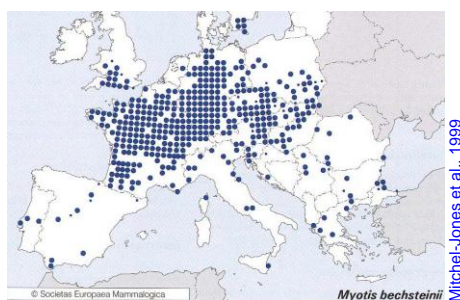 © Societas Europaea Mammalogica
Myotis bechsteinii
Mitchel-Jones et al., 1999